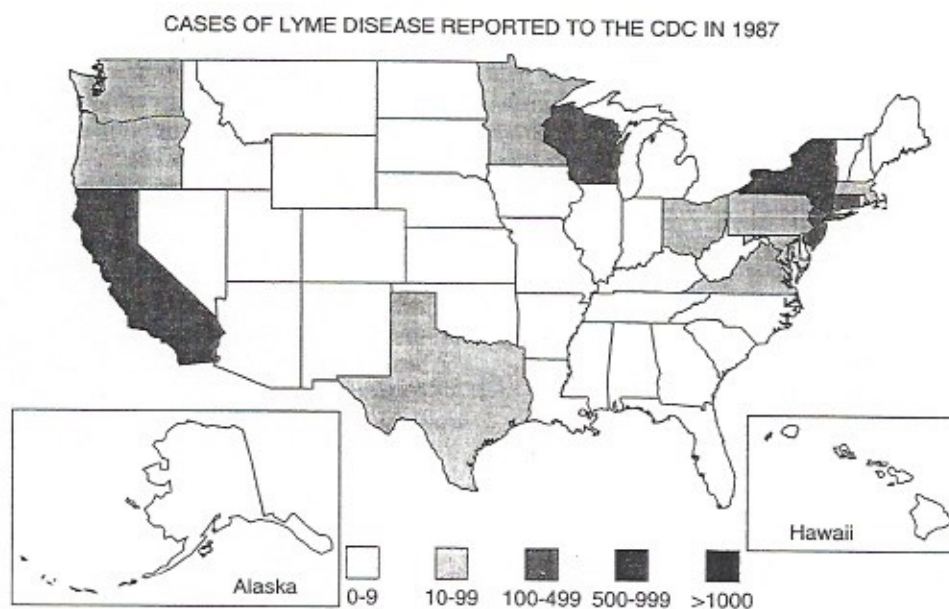 CASES OF LYME DISEASE REPORTED TO THE CDC IN 1987
Alaska
Hawaii
0-9 10-99 100-499 500-999 >1000